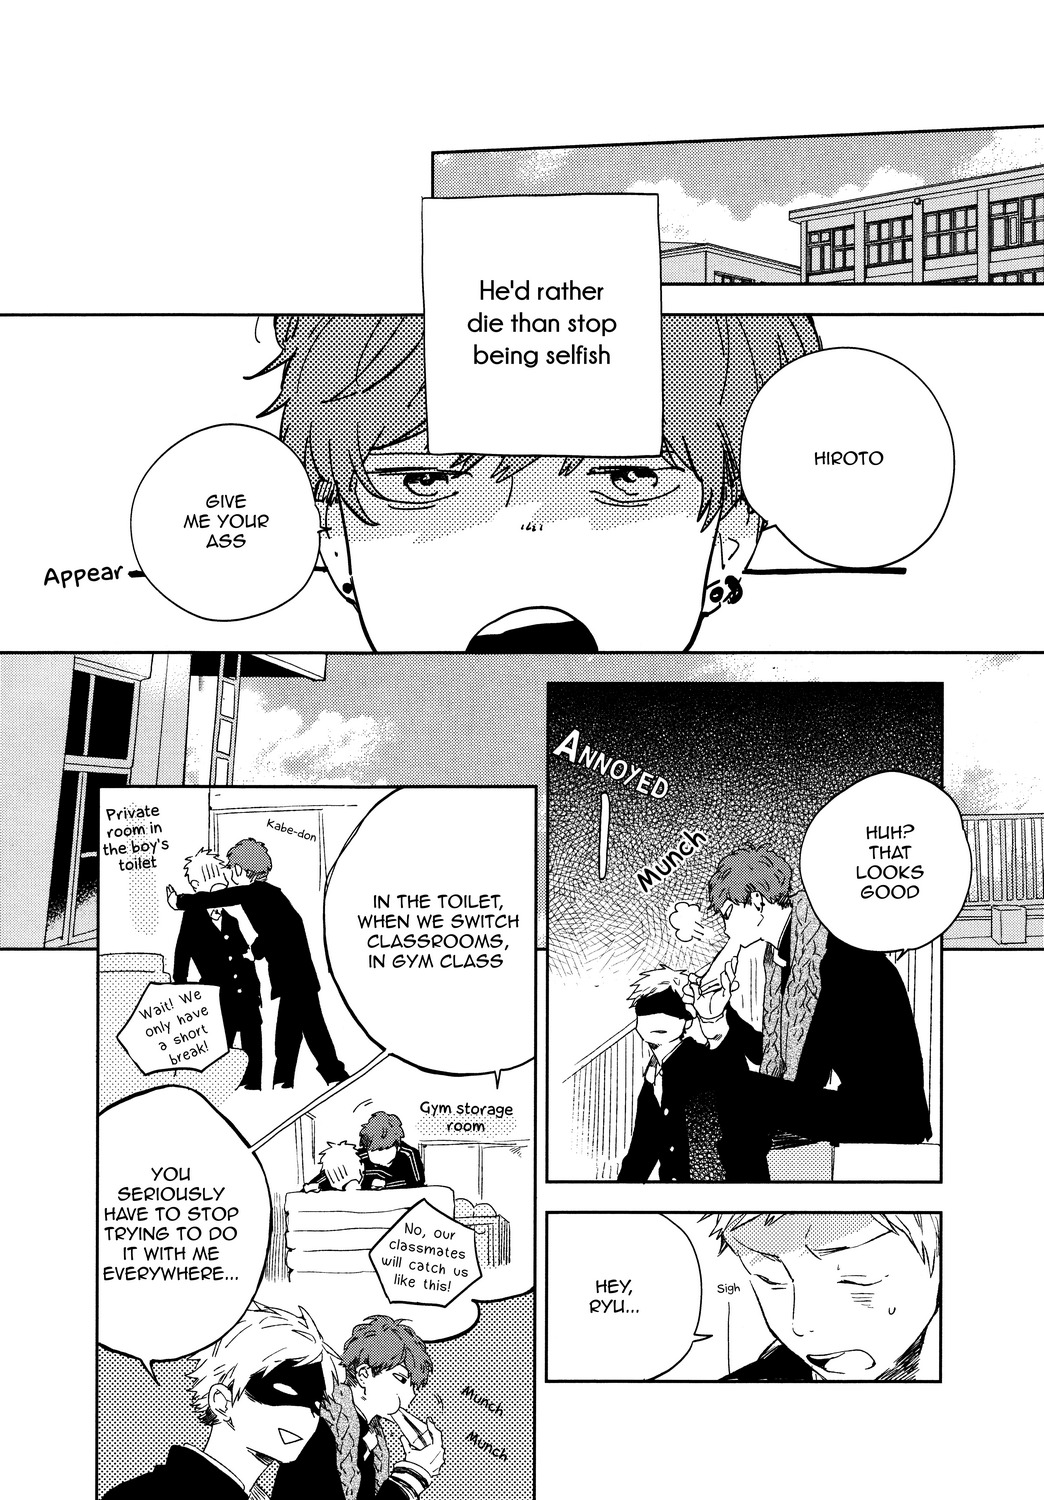 He'd rather
die than stop
being selfish
HIROTO
GIVE
ME YOUR
ASS
Appear
HUH?
THAT
LOOKS
GOOD
ANNOYED
Munch
HEY,
RYU...
Sigh
IN THE TOILET,
WHEN WE SWITCH
CLASSROOMS,
IN GYM CLASS
Kabe-don
Private
room in
the boy's
toilet
Wait! We
only have
a short
break!
Gym storage
room
No, our
classmates
will catch us
like this!
YOU
SERIOUSLY
HAVE TO STOP
TRYING TO DO
IT WITH ME
EVERYWHERE...
Munch
Munch